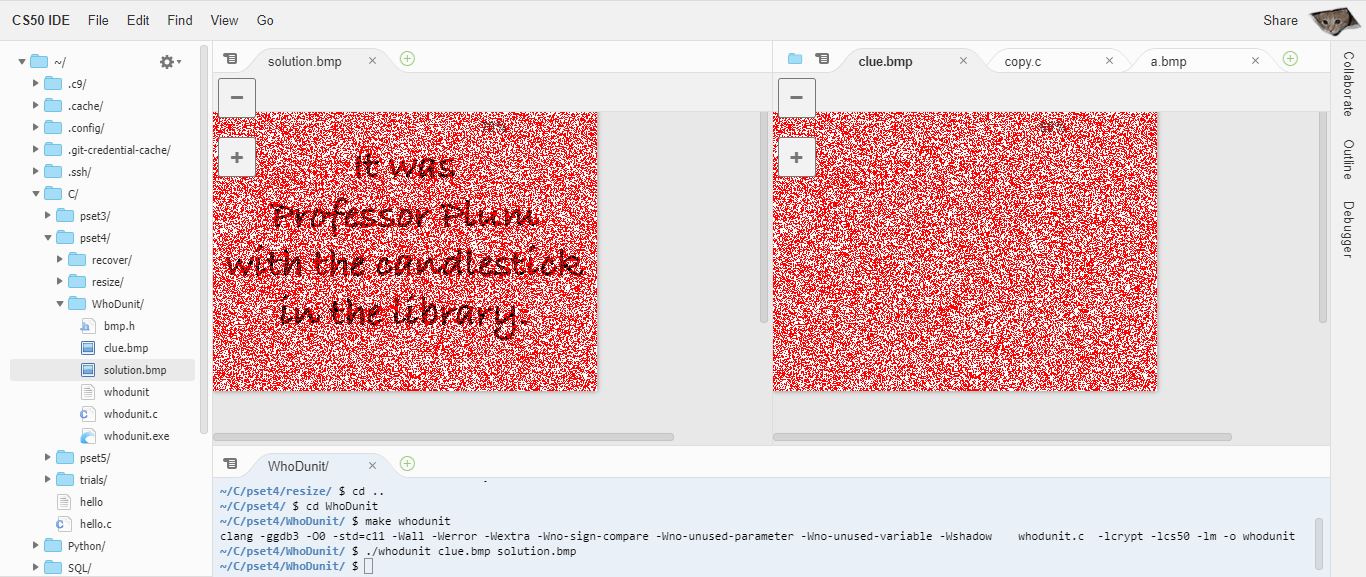 CS50 IDE File Edit Find View Go Share
~/
.c9/
.cache/
.config/
.git-credential-cache/
.ssh/
C/
pset3/
pset4/
recover/
resize/
WhoDunit/
bmp.h
clue.bmp
solution.bmp
whodunit
whodunit.c
whodunit.exe
pset5/
trials/
hello
hello.c
Python/
SQL/
solution.bmp
It was
Professor Plum
with the candlestick
in the library.
clue.bmp copy.c a.bmp
Collaborate
Outline
Debugger
WhoDunit/
~/C/pset4/resize/ $ cd ..
~/C/pset4/ $ cd WhoDunit
~/C/pset4/WhoDunit/ $ make whodunit
clang -ggdb3 -O0 -std=c11 -Wall -Werror -Wextra -Wno-sign-compare -Wno-unused-parameter -Wno-unused-variable -Wshadow    whodunit.c  -lcrypt -lcs50 -lm -o whodunit
~/C/pset4/WhoDunit/ $ ./whodunit clue.bmp solution.bmp
~/C/pset4/WhoDunit/ $